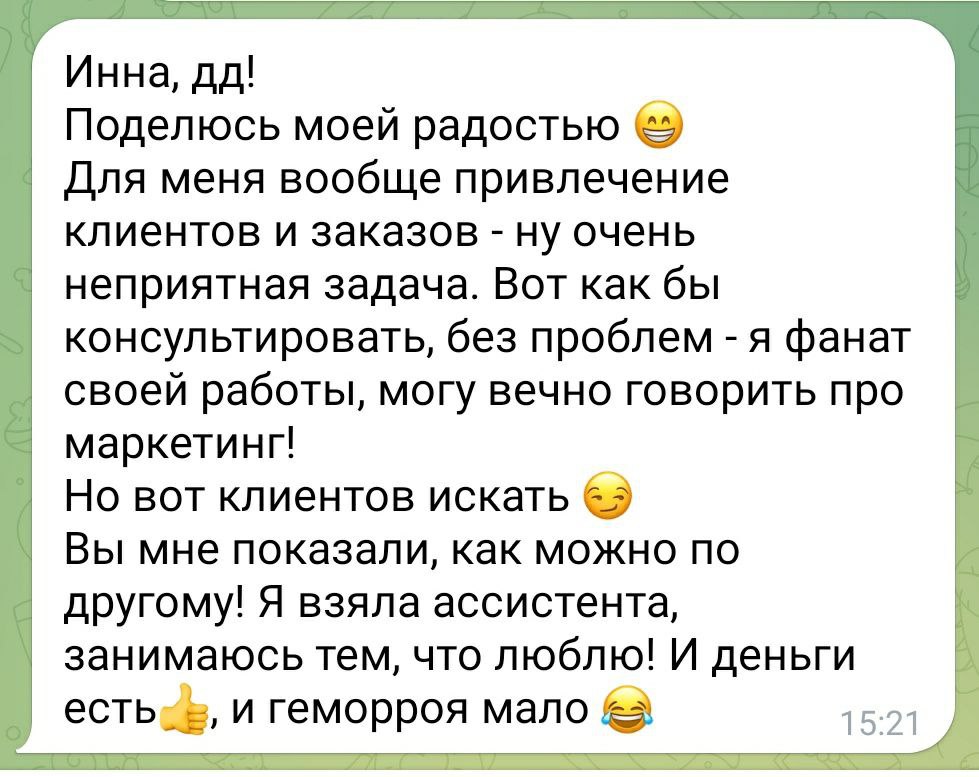 Инна, дд!
Поделюсь моей радостью 😁
Для меня вообще привлечение
клиентов и заказов - ну очень
неприятная задача. Вот как бы
консультировать, без проблем - я фанат
своей работы, могу вечно говорить про
маркетинг!
Но вот клиентов искать 😏
Вы мне показали, как можно по
другому! Я взяла ассистента,
занимаюсь тем, что люблю! И деньги
есть👍, и геморроя мало 😂
15:21